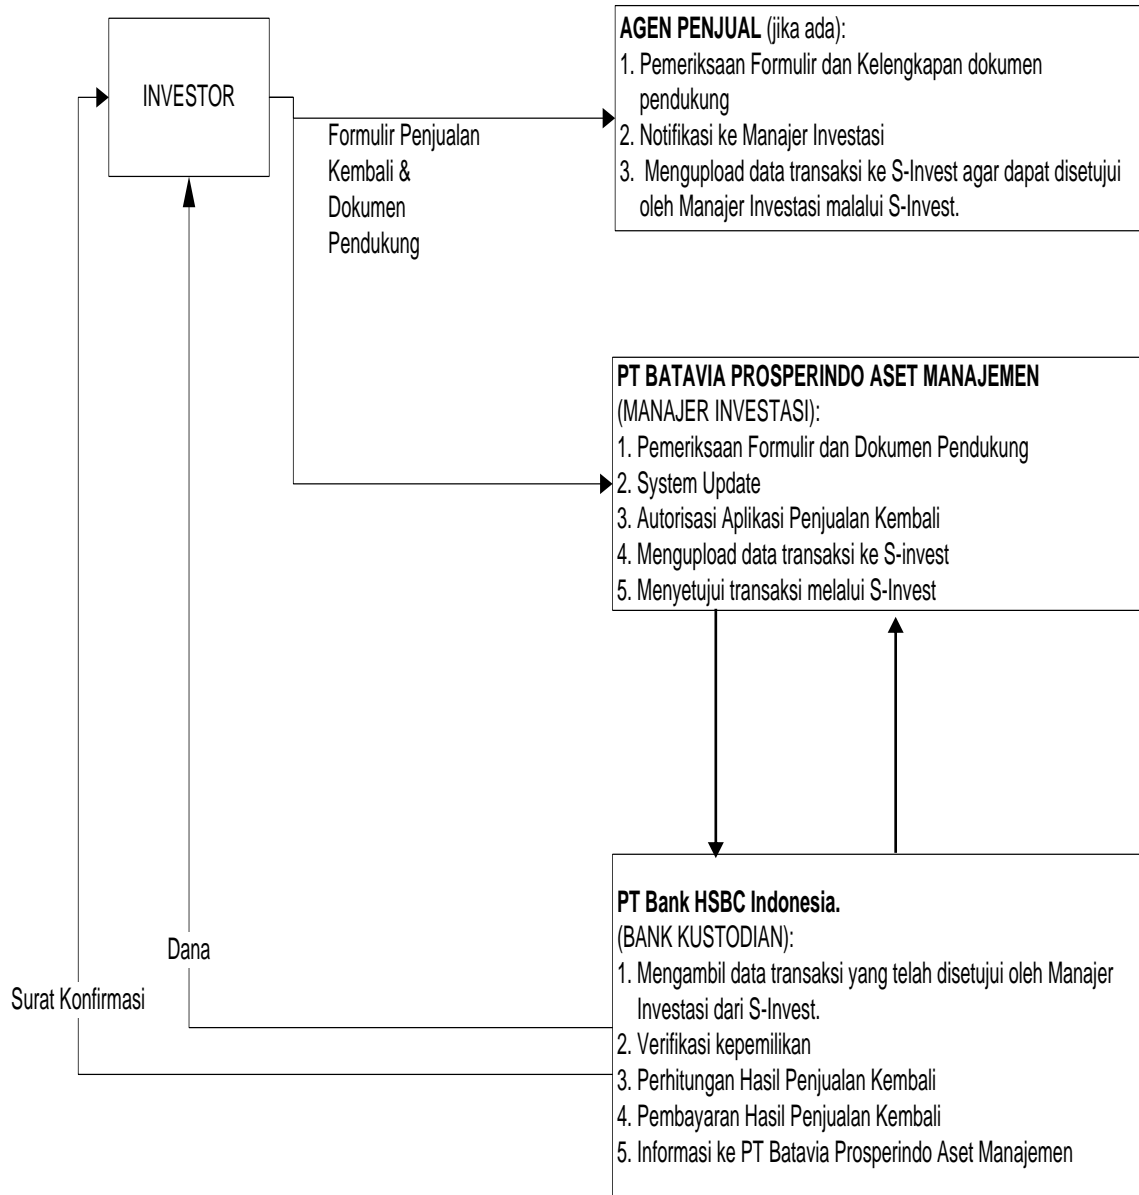 INVESTOR
AGEN PENJUAL (jika ada):
1. Pemeriksaan Formulir dan Kelengkapan dokumen
pendukung
2. Notifikasi ke Manajer Investasi
3. Mengupload data transaksi ke S-Invest agar dapat disetujui
oleh Manajer Investasi malalui S-Invest.
Formulir Penjualan
Kembali &
Dokumen
Pendukung
PT BATAVIA PROSPERINDO ASET MANAJEMEN
(MANAJER INVESTASI):
1. Pemeriksaan Formulir dan Dokumen Pendukung
2. System Update
3. Autorisasi Aplikasi Penjualan Kembali
4. Mengupload data transaksi ke S-invest
5. Menyetujui transaksi melalui S-Invest
Dana
Surat Konfirmasi
PT Bank HSBC Indonesia.
(BANK KUSTODIAN):
1. Mengambil data transaksi yang telah disetujui oleh Manajer
Investasi dari S-Invest.
2. Verifikasi kepemilikan
3. Perhitungan Hasil Penjualan Kembali
4. Pembayaran Hasil Penjualan Kembali
5. Informasi ke PT Batavia Prosperindo Aset Manajemen